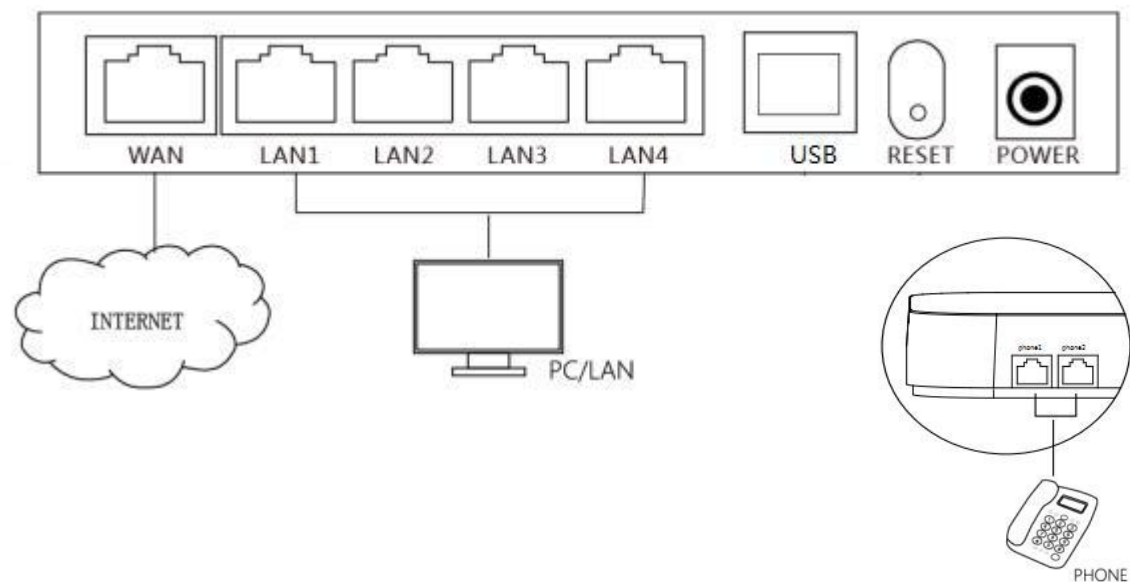 WAN LAN1 LAN2 LAN3 LAN4 USB RESET POWER
INTERNET
PC/LAN
phone1 phone2
PHONE